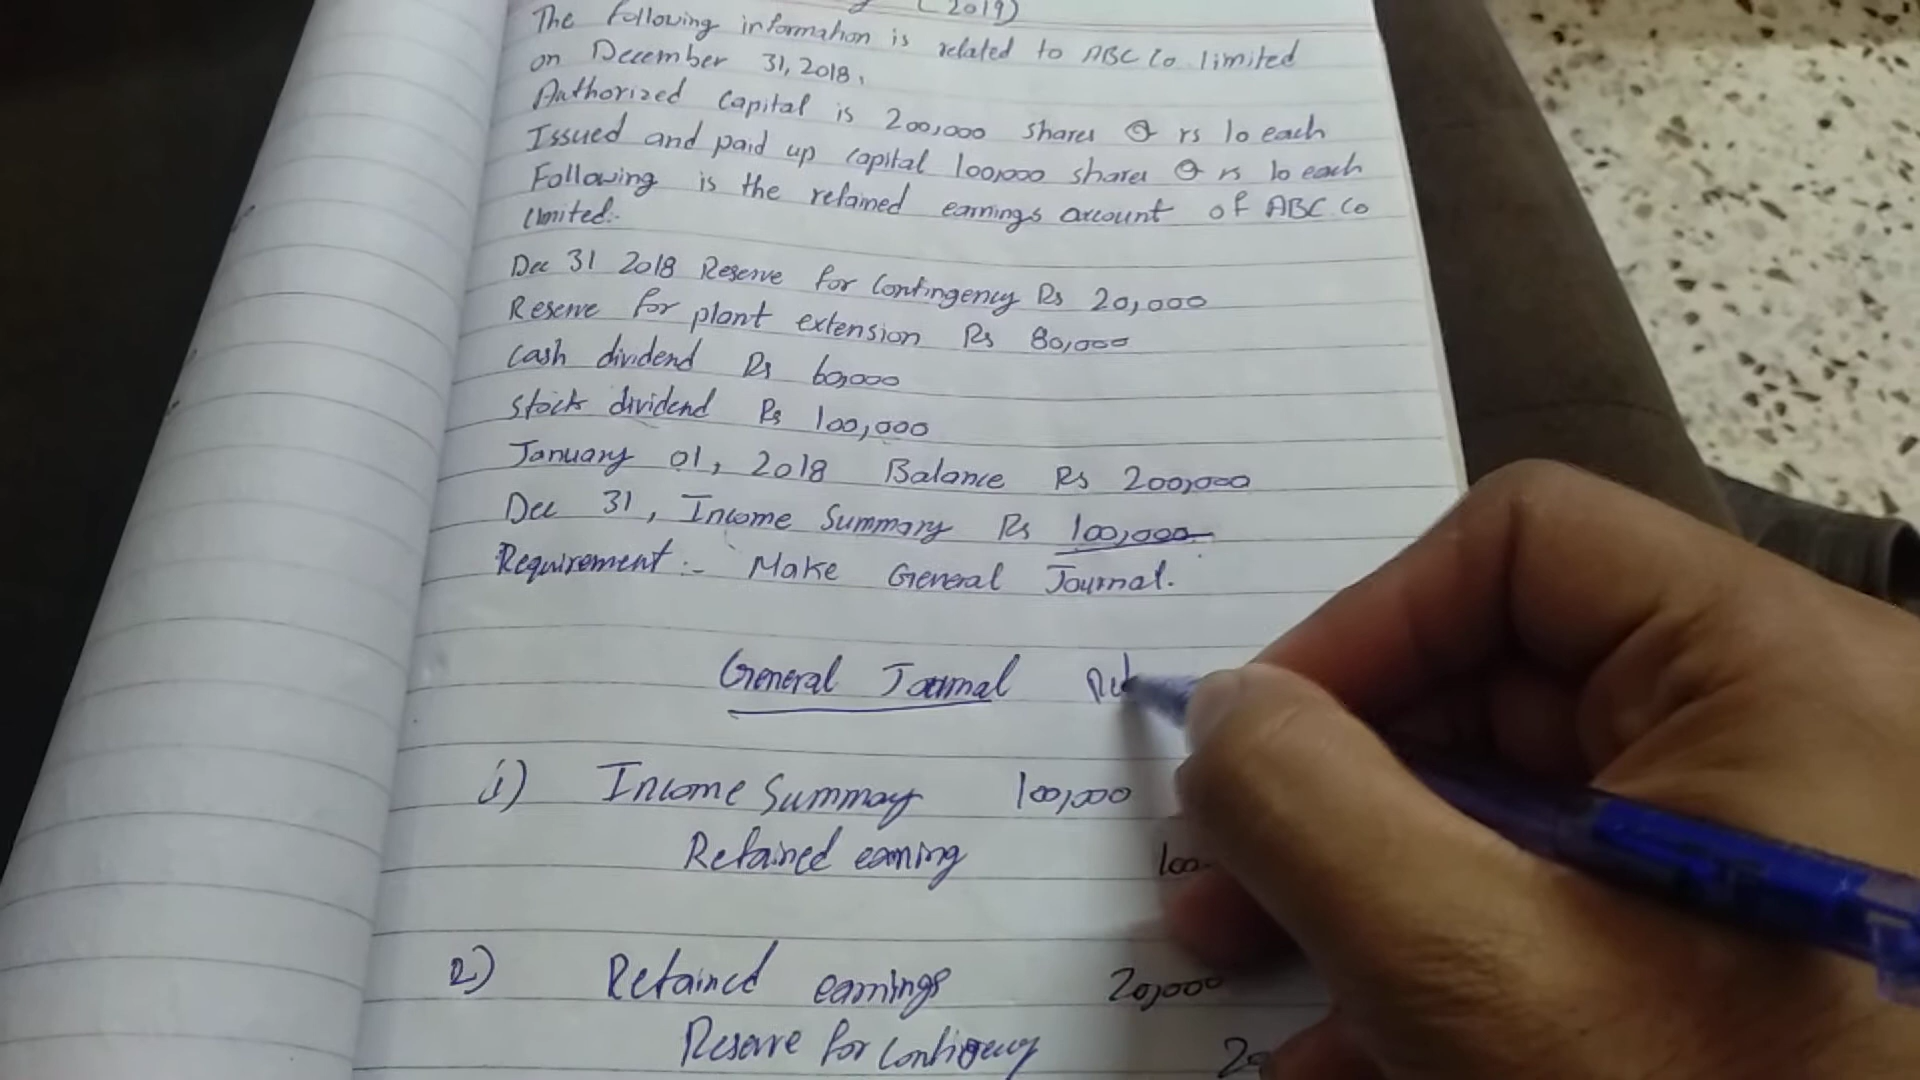 (2019)
The following information is related to ABC Co limited
on December 31, 2018.
Authorized Capital is 200,000 shares @ rs 10 each
Issued and paid up capital 100,000 shares @ rs 10 each
Following is the retained earnings account of ABC Co
limited:-
Dec 31 2018 Reserve for contingency Rs 20,000
Reserve for plant extension Rs 80,000
Cash dividend Rs 60,000
Stock dividend Rs 100,000
January 01, 2018 Balance Rs 200,000
Dec 31, Income Summary Rs 100,000
Requirement:- Make General Journal.
General Journal Ret
1) Income Summary 100,000
Retained earning 100
2) Retained earnings 20,000
Reserve for Contigency 20